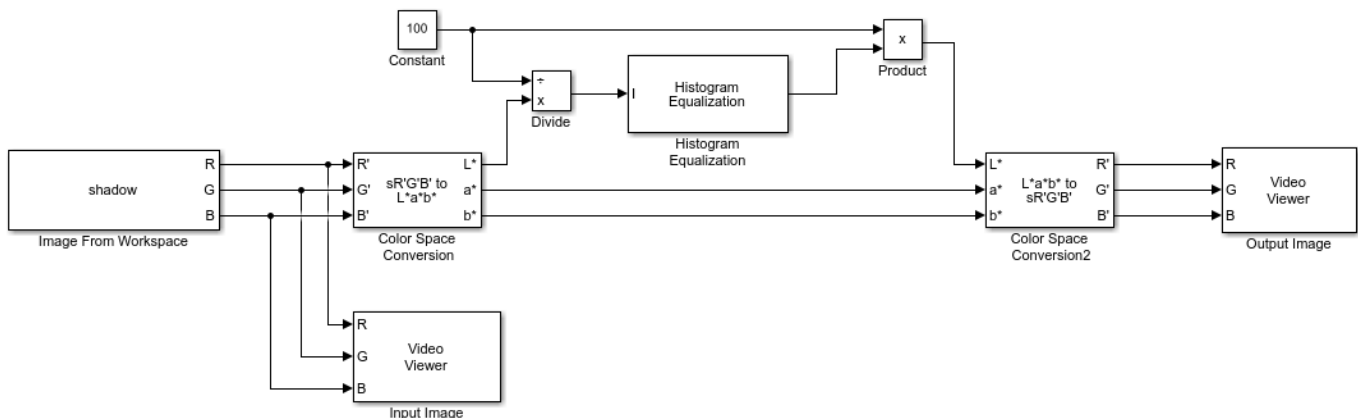 100
Constant
÷
x
Divide
I
Histogram
Equalization
Histogram
Equalization
x
Product
shadow
R
G
B
Image From Workspace
R'
G'
B'
sR'G'B' to
L*a*b*
L*
a*
b*
Color Space
Conversion
L*
a*
b*
L*a*b* to
sR'G'B'
R'
G'
B'
Color Space
Conversion2
R
G
B
Video
Viewer
Output Image
R
G
B
Video
Viewer
Input Image